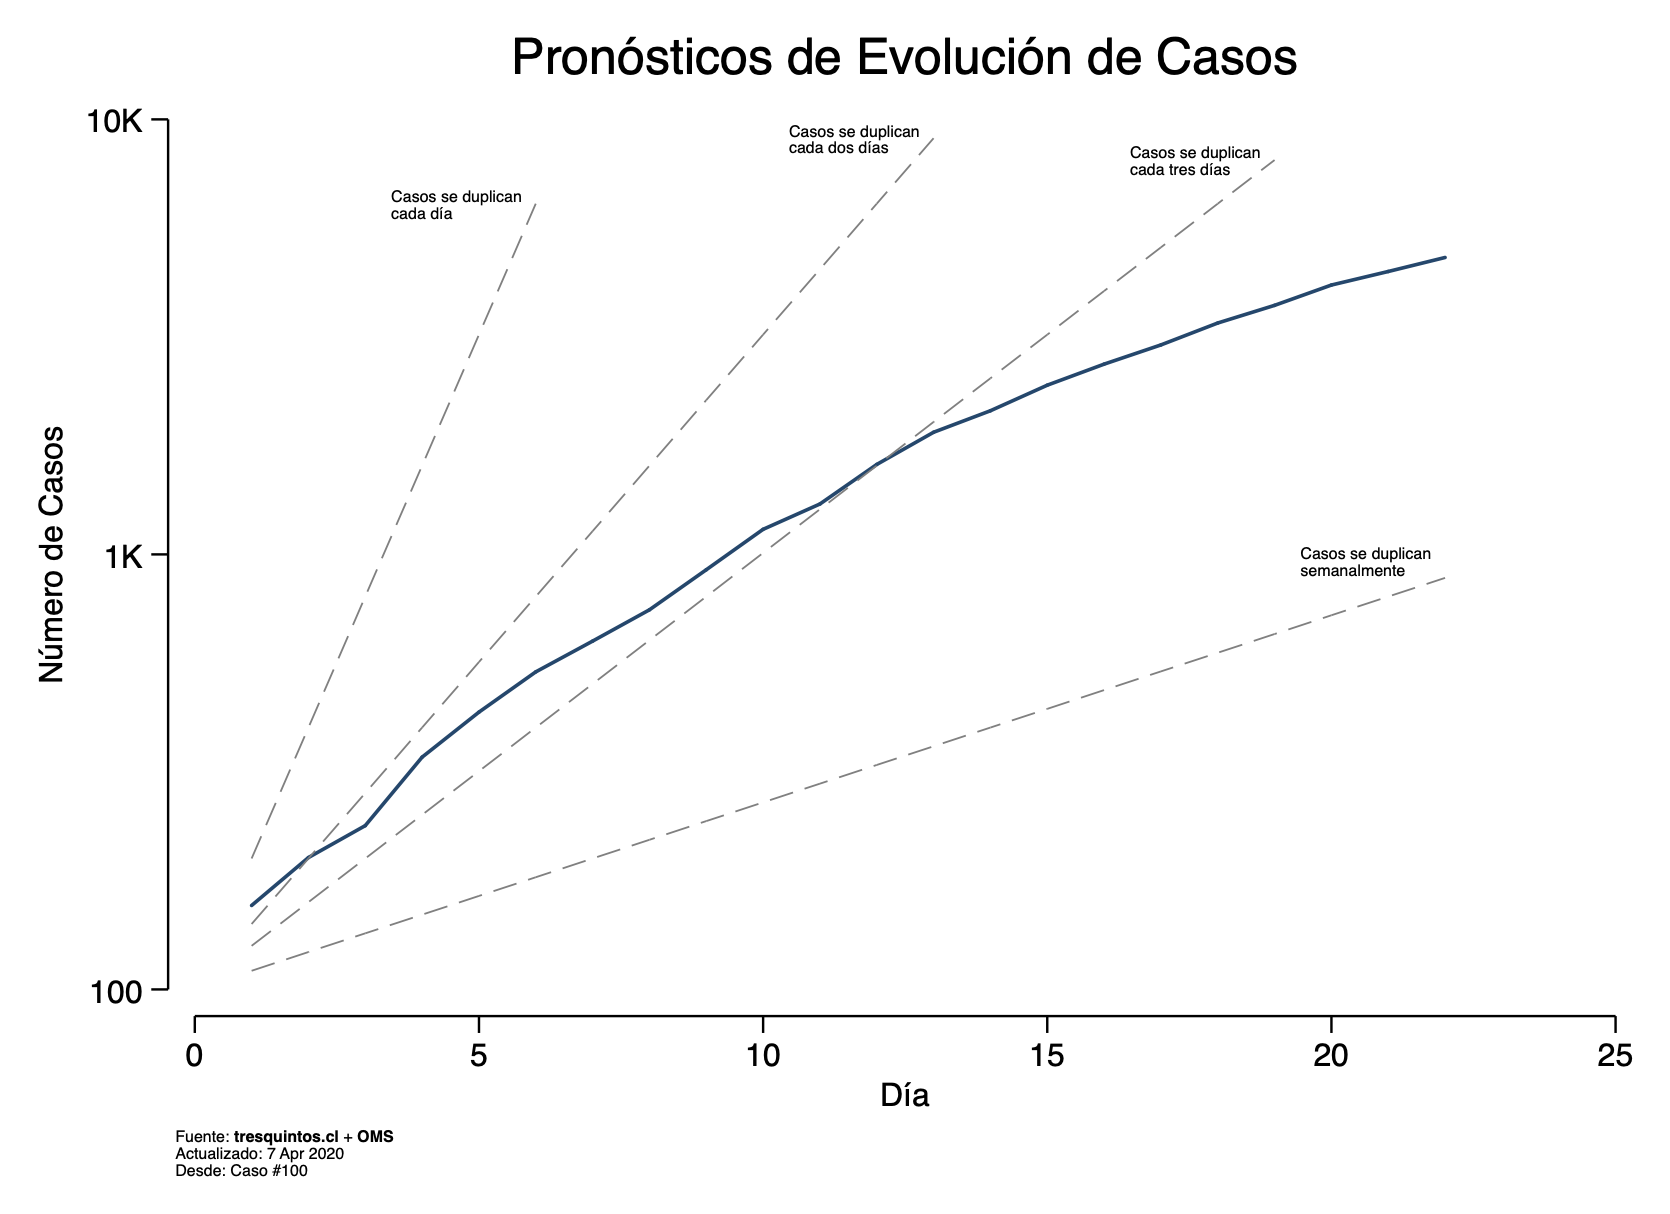 Pronósticos de Evolución de Casos
10K
1K
100
Número de Casos
Casos se duplican
cada día
Casos se duplican
cada dos días
Casos se duplican
cada tres días
Casos se duplican
semanalmente
0
5
10
15
20
25
Día
Fuente: tresquintos.cl + OMS
Actualizado: 7 Apr 2020
Desde: Caso #100